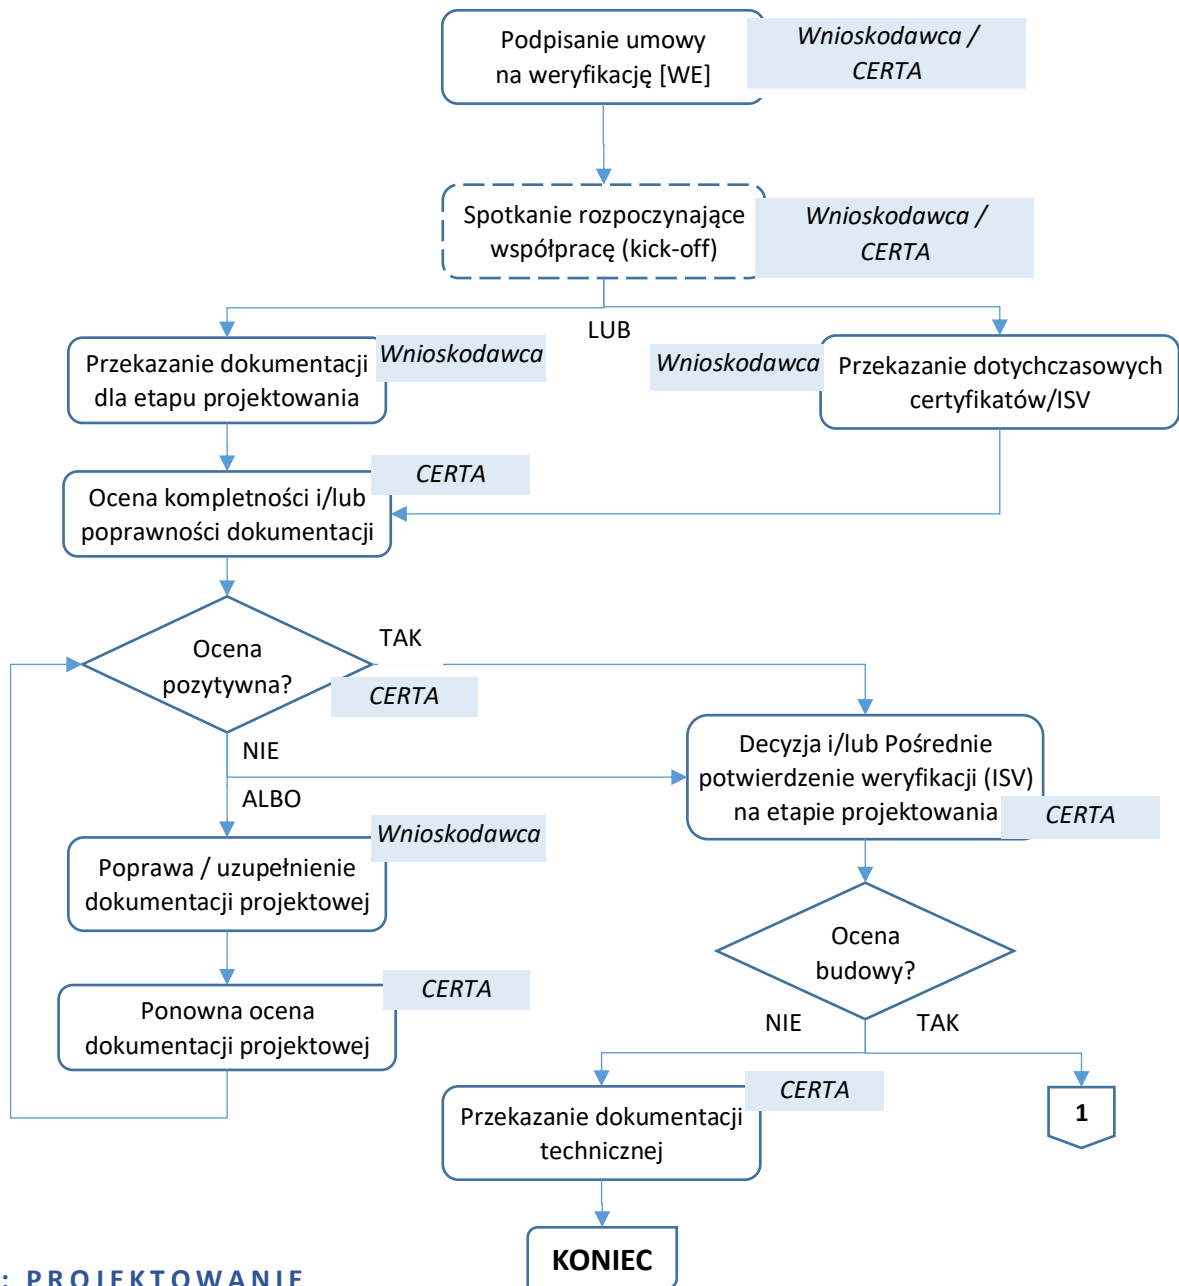 Podpisanie umowy
na weryfikację [WE]
Wnioskodawca /
CERTA
Spotkanie rozpoczynające
współpracę (kick-off)
Wnioskodawca /
CERTA
LUB
Przekazanie dokumentacji
dla etapu projektowania
Wnioskodawca
Wnioskodawca
Przekazanie dotychczasowych
certyfikatów/ISV
Ocena kompletności i/lub
poprawności dokumentacji
CERTA
Ocena
pozytywna?
TAK
CERTA
NIE
ALBO
Decyzja i/lub Pośrednie
potwierdzenie weryfikacji (ISV)
na etapie projektowania
CERTA
Poprawa / uzupełnienie
dokumentacji projektowej
Wnioskodawca
Ocena
budowy?
Ponowna ocena
dokumentacji projektowej
CERTA
NIE
TAK
Przekazanie dokumentacji
technicznej
CERTA
1
KONIEC
: PROJEKTOWANIE